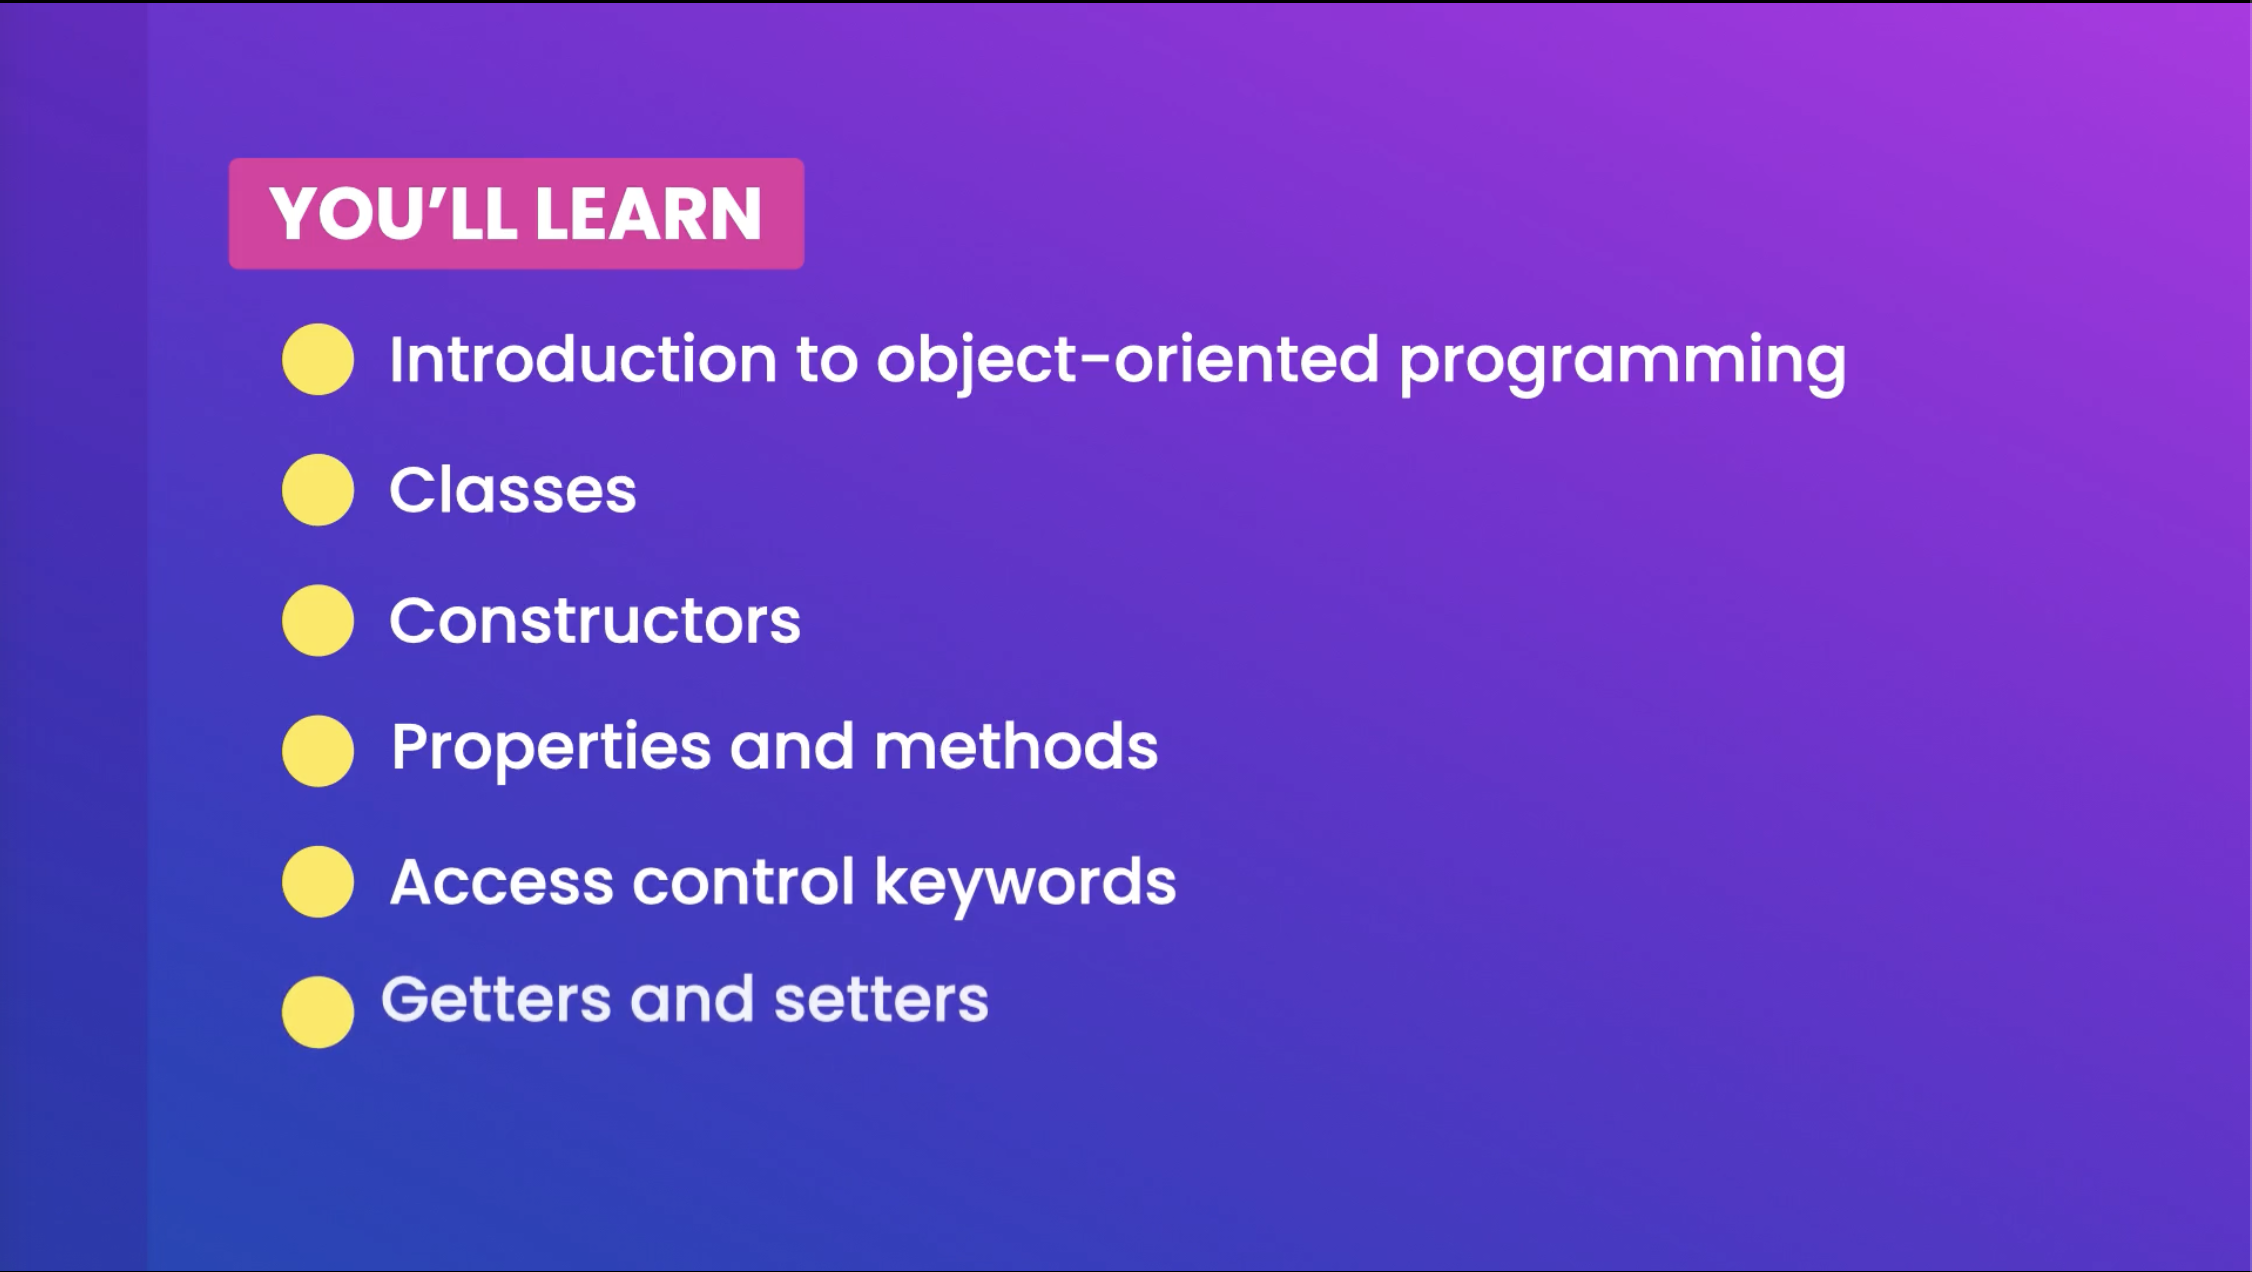 YOU'LL LEARN
Introduction to object-oriented programming
Classes
Constructors
Properties and methods
Access control keywords
Getters and setters